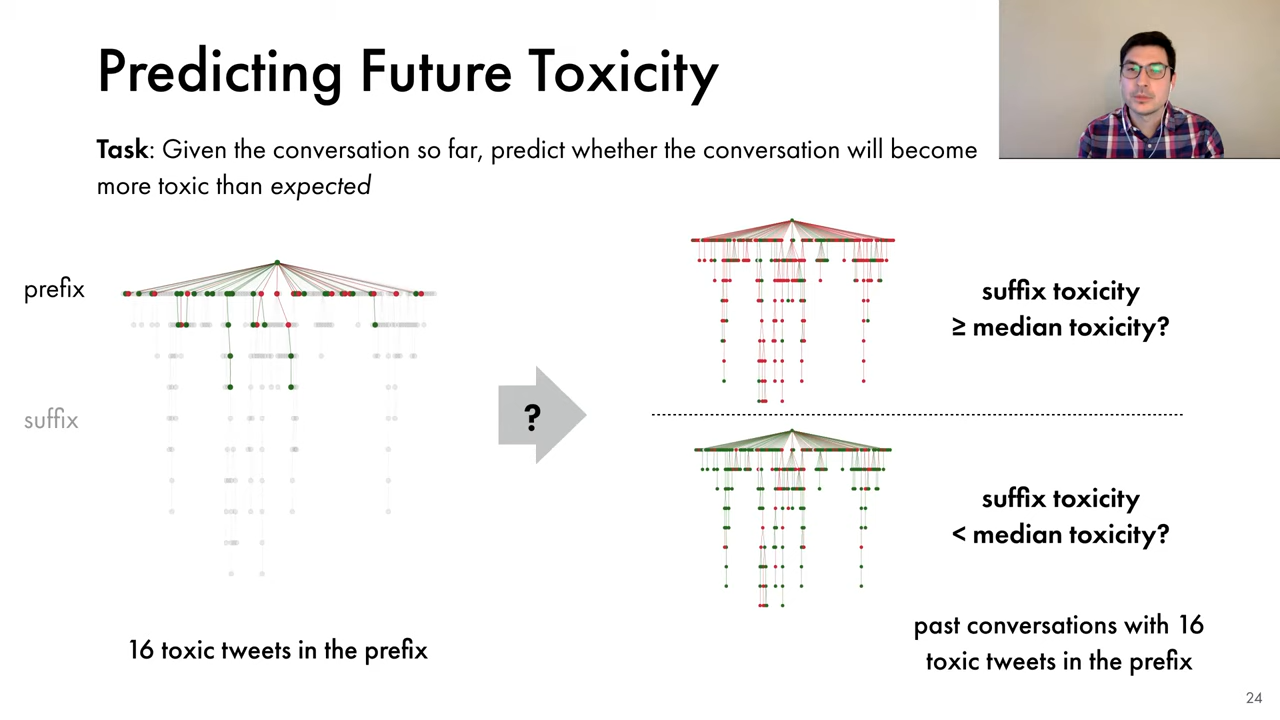 Predicting Future Toxicity
Task: Given the conversation so far, predict whether the conversation will become
more toxic than expected
prefix
suffix
?
suffix toxicity
≥ median toxicity?
suffix toxicity
< median toxicity?
16 toxic tweets in the prefix
past conversations with 16
toxic tweets in the prefix
24